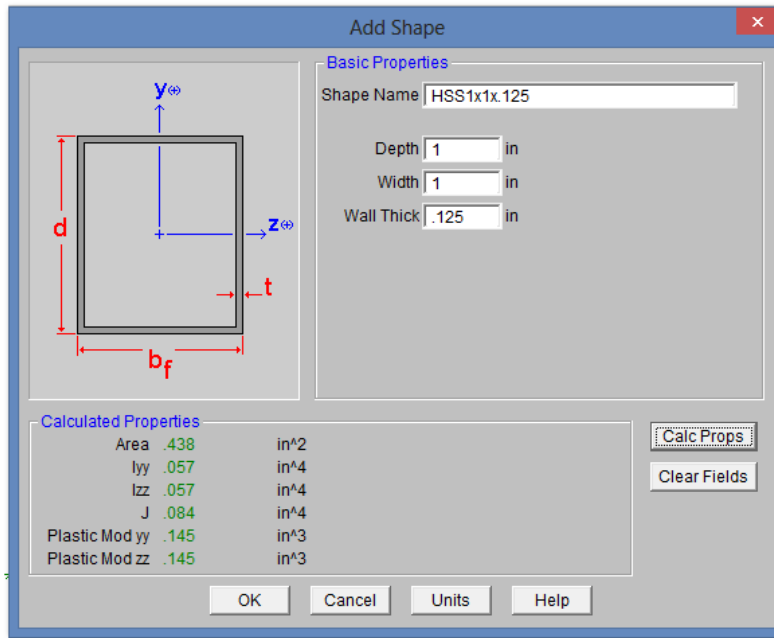 Add Shape
x
y(+)
z(+)
d
t
bf
Basic Properties
Shape Name HSS1x1x.125
Depth 1 in
Width 1 in
Wall Thick .125 in
Calculated Properties
Area .438 in^2
Iyy .057 in^4
Izz .057 in^4
J .084 in^4
Plastic Mod yy .145 in^3
Plastic Mod zz .145 in^3
Calc Props
Clear Fields
OK Cancel Units Help